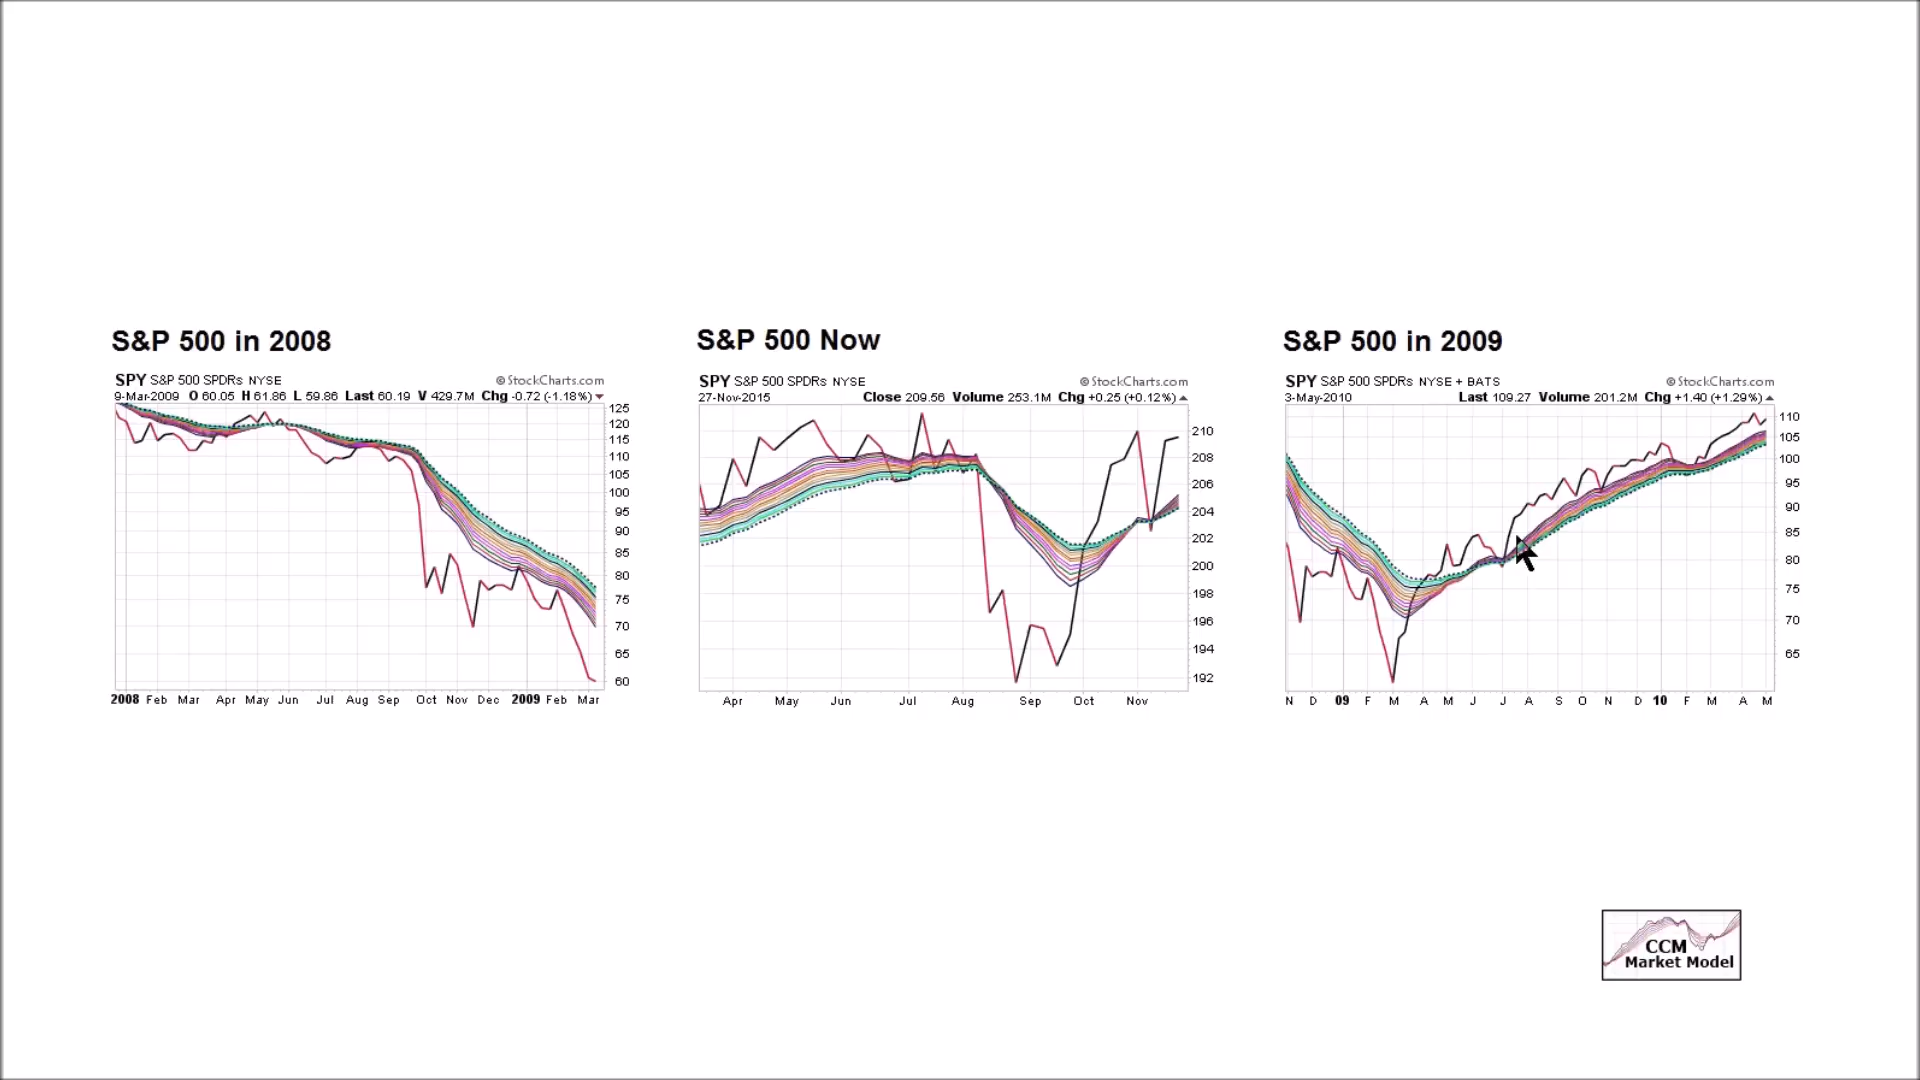 S&P 500 in 2008
SPY S&P 500 SPDRs NYSE
© StockCharts.com
9-Mar-2009 O 60.05 H 61.86 L 59.86 Last 60.19 V 429.7M Chg -0.72 (-1.18%)
125
120
115
110
105
100
95
90
85
80
75
70
65
60
2008 Feb Mar Apr May Jun Jul Aug Sep Oct Nov Dec 2009 Feb Mar
S&P 500 Now
SPY S&P 500 SPDRs NYSE
© StockCharts.com
27-Nov-2015 Close 209.56 Volume 253.1M Chg +0.25 (+0.12%)
210
208
206
204
202
200
198
196
194
192
Apr May Jun Jul Aug Sep Oct Nov
S&P 500 in 2009
SPY S&P 500 SPDRs NYSE + BATS
© StockCharts.com
3-May-2010 Last 109.27 Volume 201.2M Chg +1.40 (+1.29%)
110
105
100
95
90
85
80
75
70
65
N D 09 F M A M J J A S O N D 10 F M A M
CCM
Market Model